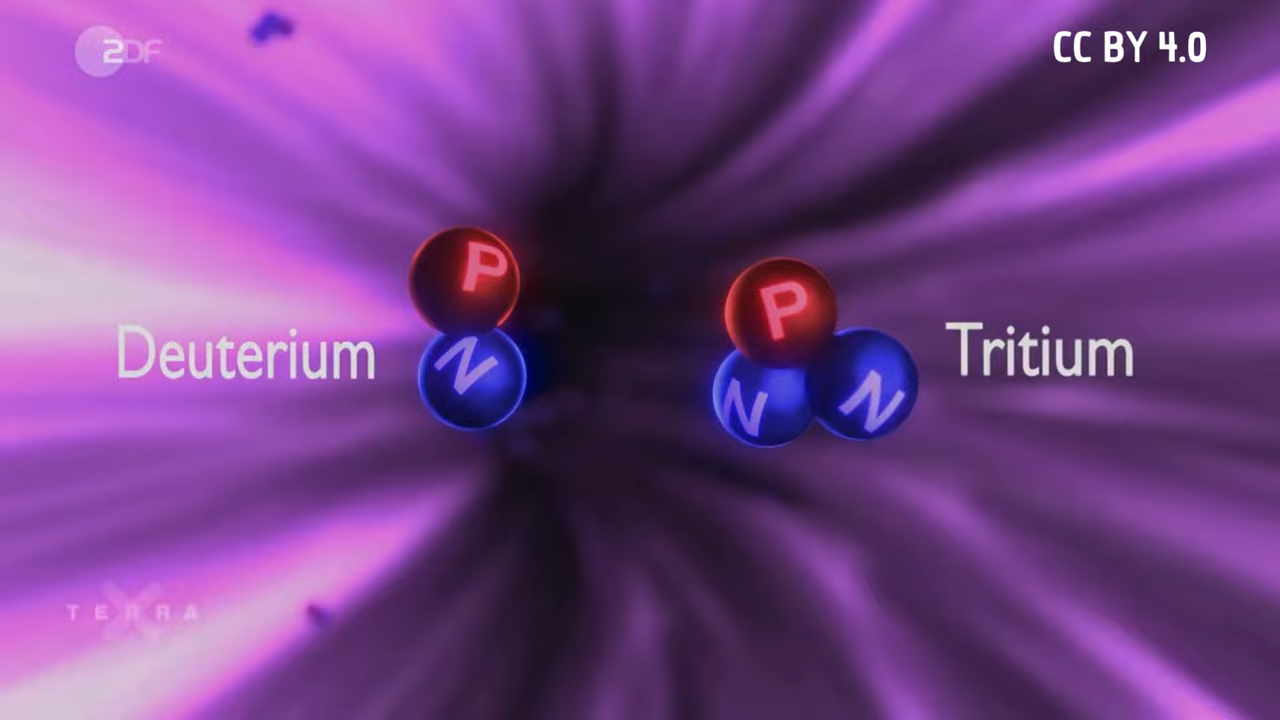 2DF
CC BY 4.0
P
P
Deuterium
N
N
N
Tritium
TERRA X